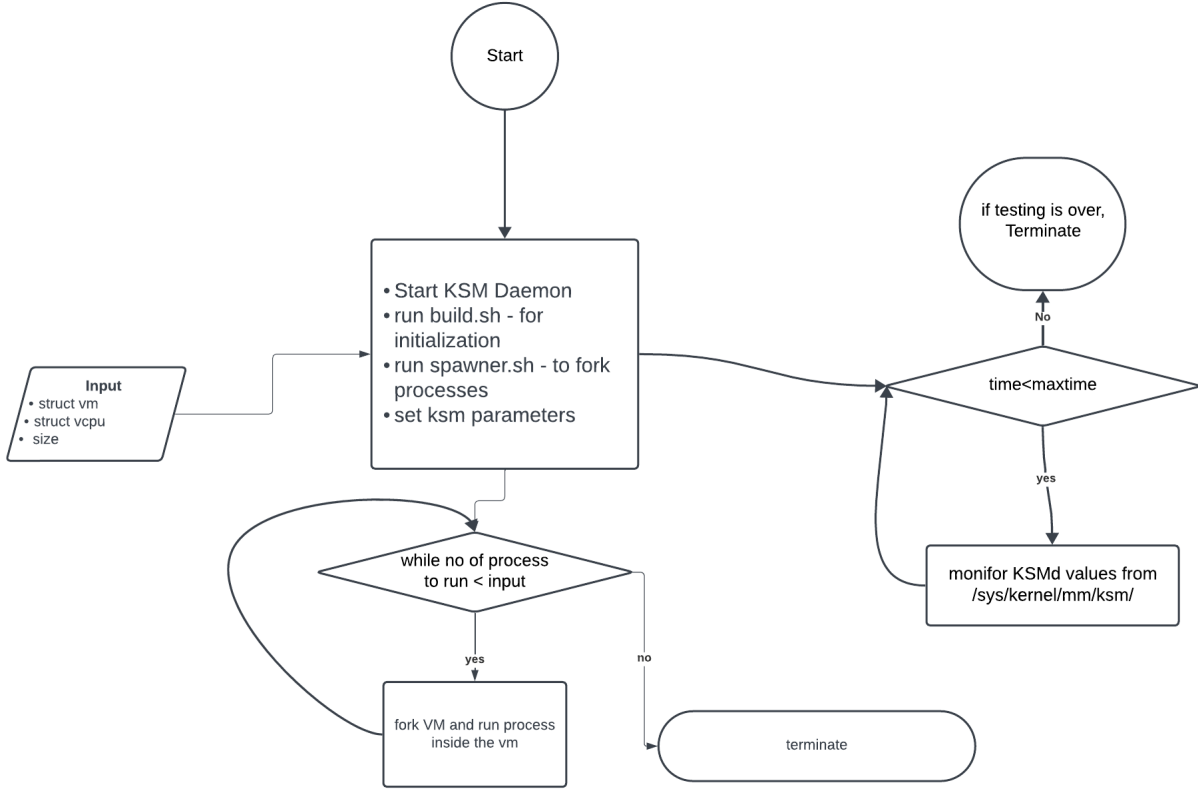 Start
if testing is over,
Terminate
No
• Start KSM Daemon
• run build.sh - for
initialization
• run spawner.sh - to fork
processes
• set ksm parameters
time<maxtime
Input
• struct vm
• struct vcpu
• size
yes
while no of process
to run < input
monifor KSMd values from
/sys/kernel/mm/ksm/
yes
no
fork VM and run process
inside the vm
terminate